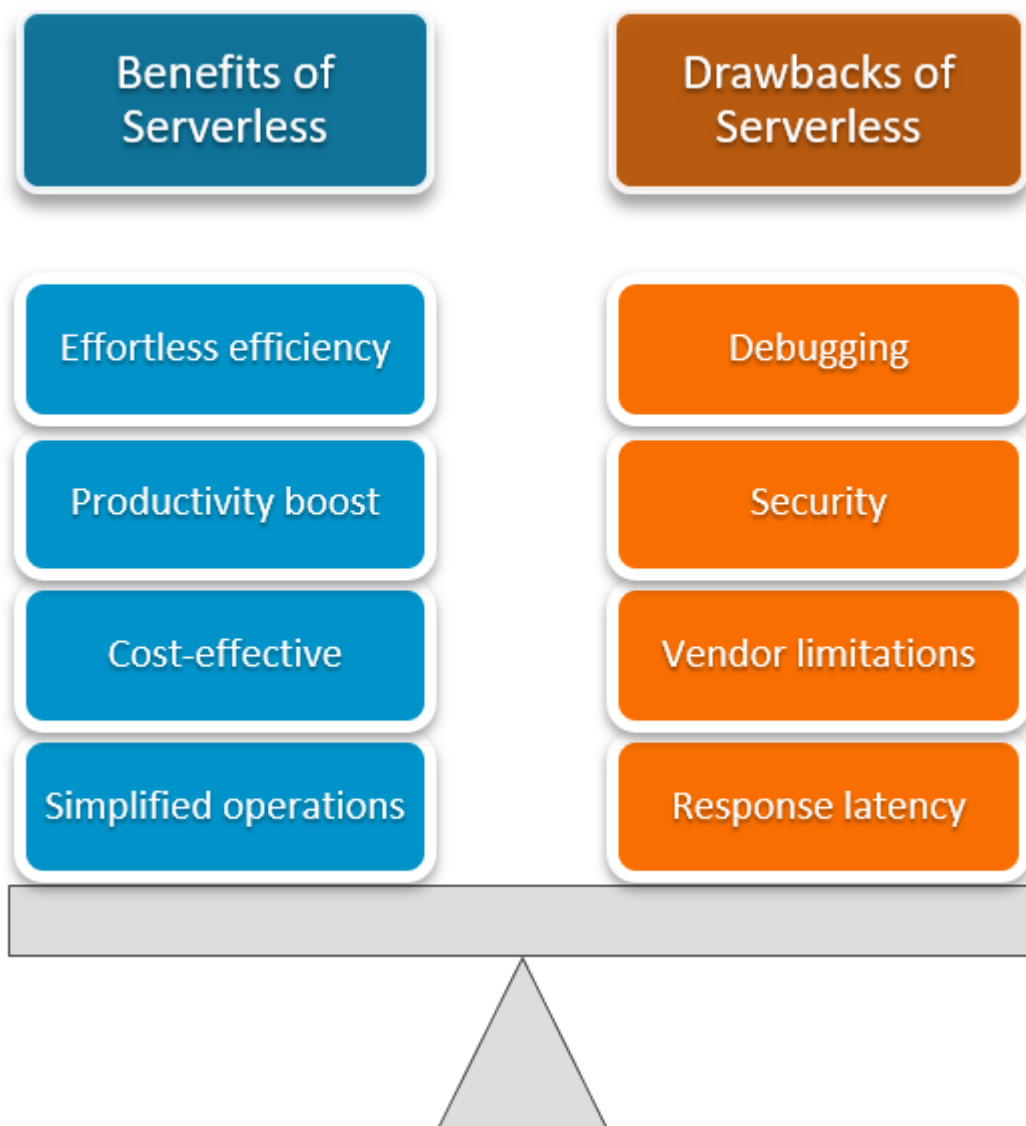 Benefits of
Serverless
Drawbacks of
Serverless
Effortless efficiency
Productivity boost
Cost-effective
Simplified operations
Debugging
Security
Vendor limitations
Response latency